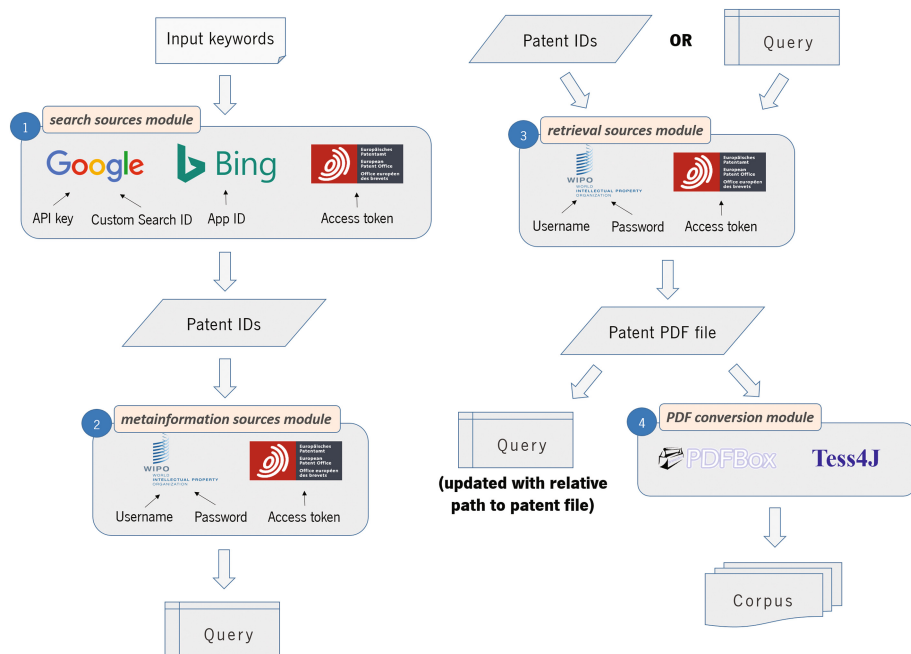 Input keywords
1
search sources module
Google
Bing
Europäisches
Patentamt
European
Patent Office
Office européen
des brevets
API key
Custom Search ID
App ID
Access token
Patent IDs
2
metainformation sources module
WIPO
WORLD
INTELLECTUAL PROPERTY
ORGANIZATION
Europäisches
Patentamt
European
Patent Office
Office européen
des brevets
Username
Password
Access token
Query
Patent IDs
OR
Query
3
retrieval sources module
WIPO
WORLD
INTELLECTUAL PROPERTY
ORGANIZATION
Europäisches
Patentamt
European
Patent Office
Office européen
des brevets
Username
Password
Access token
Patent PDF file
Query
(updated with relative
path to patent file)
4
PDF conversion module
PDFBox
Tess4J
Corpus